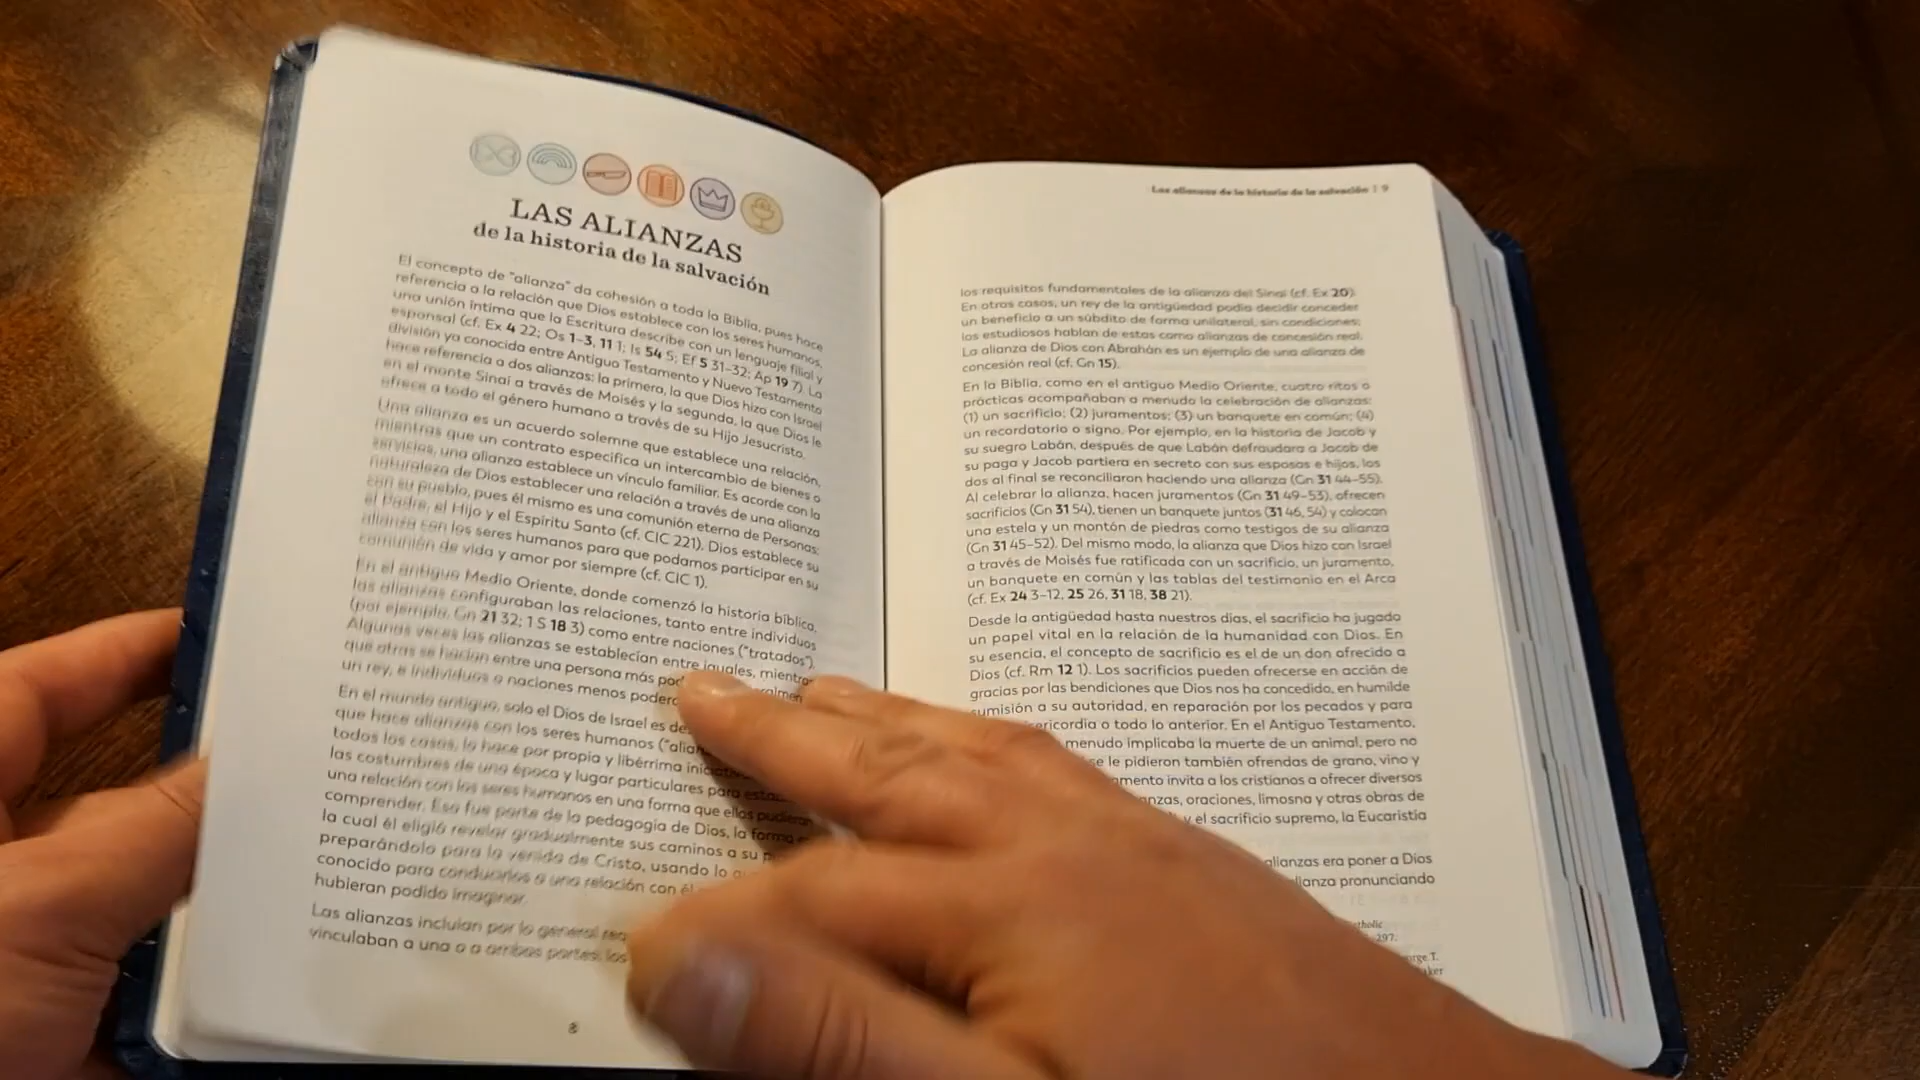 LAS ALIANZAS
de la historia de la salvación
El concepto de "alianza" da cohesión a toda la Biblia, pues hace
referencia a la relación que Dios establece con los seres humanos,
una unión íntima que la Escritura describe con un lenguaje filial y
esponsal (cf. Ex 4 22; Os 1-3, 11 1; Is 54 5; Ef 5 31-32; Ap 19 7). La
división ya conocida entre Antiguo Testamento y Nuevo Testamento
hace referencia a dos alianzas: la primera, la que Dios hizo con Israel
en el monte Sinaí a través de Moisés y la segunda, la que Dios le
ofrece a todo el género humano a través de su Hijo Jesucristo.
Una alianza es un acuerdo solemne que establece una relación,
mientras que un contrato especifica un intercambio de bienes o
servicios, una alianza establece un vínculo familiar. Es acorde con la
naturaleza de Dios establecer una relación a través de una alianza
con su pueblo, pues él mismo es una comunión eterna de Personas:
el Padre, el Hijo y el Espíritu Santo (cf. CIC 221). Dios establece su
alianza con los seres humanos para que podamos participar en su
comunión de vida y amor por siempre (cf. CIC 1).
En el antiguo Medio Oriente, donde comenzó la historia bíblica,
las alianzas configuraban las relaciones, tanto entre individuos
(por ejemplo, Gn 21 32; 1 S 18 3) como entre naciones ("tratados").
Algunas veces las alianzas se establecían entre iguales, mientras
que otras se hacían entre una persona más
un rey, e individuos o naciones menos
En el mundo antiguo, solo el Dios de Israel es
que hace alianzas con los seres humanos
todos los casos, lo hace por propia y libérrima
las costumbres de una época y lugar particulares para
una relación con los seres humanos en una forma que ellos pudieran
comprender. Eso fue parte de la pedagogía de Dios, la forma
la cual él eligió revelar gradualmente sus caminos a su
preparándolo para la venida de Cristo, usando lo
conocido para conducirlos a una relación con él
hubieran podido imaginar.
Las alianzas incluían por lo general
vinculaban a una o a ambas partes; los
8
Las alianzas de la historia de la salvación | 9
los requisitos fundamentales de la alianza del Sinaí (cf. Ex 20).
En otros casos, un rey de la antigüedad podía decidir conceder
un beneficio a un súbdito de forma unilateral, sin condiciones;
los estudiosos hablan de estas como alianzas de concesión real.
La alianza de Dios con Abrahán es un ejemplo de una alianza de
concesión real (cf. Gn 15).
En la Biblia, como en el antiguo Medio Oriente, cuatro ritos o
prácticas acompañaban a menudo la celebración de alianzas:
(1) un sacrificio; (2) juramentos; (3) un banquete en común; (4)
un recordatorio o signo. Por ejemplo, en la historia de Jacob y
su suegro Labán, después de que Labán defraudara a Jacob de
su paga y Jacob partiera en secreto con sus esposas e hijos, los
dos al final se reconciliaron haciendo una alianza (Gn 31 44-55).
Al celebrar la alianza, hacen juramentos (Gn 31 49-53), ofrecen
sacrificios (Gn 31 54), tienen un banquete juntos (31 46, 54) y colocan
una estela y un montón de piedras como testigos de su alianza
(Gn 31 45-52). Del mismo modo, la alianza que Dios hizo con Israel
a través de Moisés fue ratificada con un sacrificio, un juramento,
un banquete en común y las tablas del testimonio en el Arca
(cf. Ex 24 3-12, 25 26, 31 18, 38 21).
Desde la antigüedad hasta nuestros días, el sacrificio ha jugado
un papel vital en la relación de la humanidad con Dios. En
su esencia, el concepto de sacrificio es el de un don ofrecido a
Dios (cf. Rm 12 1). Los sacrificios pueden ofrecerse en acción de
gracias por las bendiciones que Dios nos ha concedido, en humilde
sumisión a su autoridad, en reparación por los pecados y para
o todo lo anterior. En el Antiguo Testamento,
menudo implicaba la muerte de un animal, pero no
se le pidieron también ofrendas de grano, vino y
invita a los cristianos a ofrecer diversos
oraciones, limosna y otras obras de
y el sacrificio supremo, la Eucaristía
alianzas era poner a Dios
pronunciando
297.